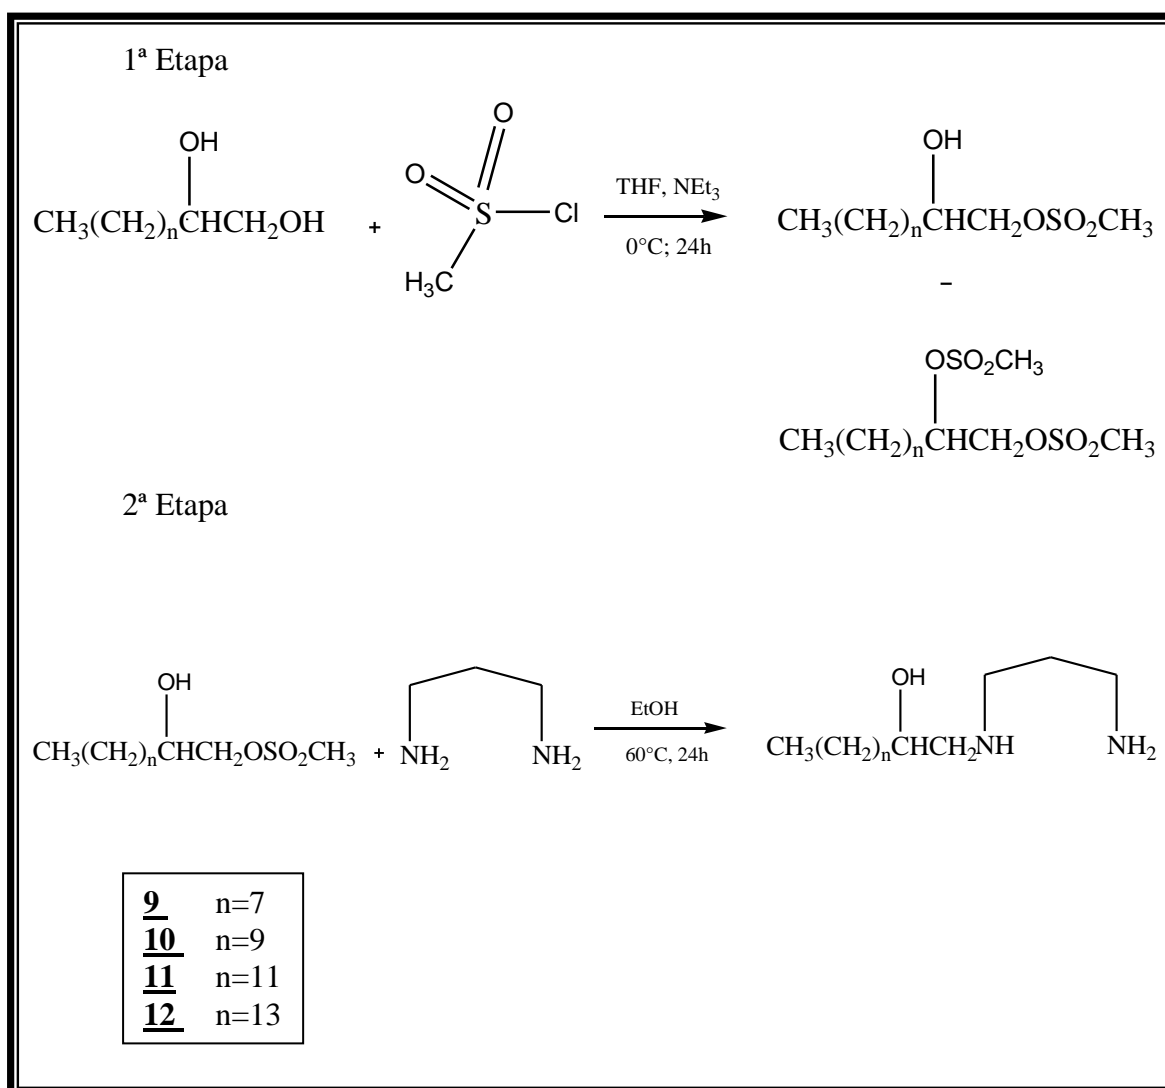 1ª Etapa
OH
CH₃(CH₂)ₙCHCH₂OH
+
O
O
S
Cl
H₃C
THF, NEt₃
0°C; 24h
OH
CH₃(CH₂)ₙCHCH₂OSO₂CH₃
–
OSO₂CH₃
CH₃(CH₂)ₙCHCH₂OSO₂CH₃
2ª Etapa
OH
CH₃(CH₂)ₙCHCH₂OSO₂CH₃
+
NH₂ NH₂
EtOH
60°C, 24h
OH
CH₃(CH₂)ₙCHCH₂NH NH₂
9 n=7
10 n=9
11 n=11
12 n=13